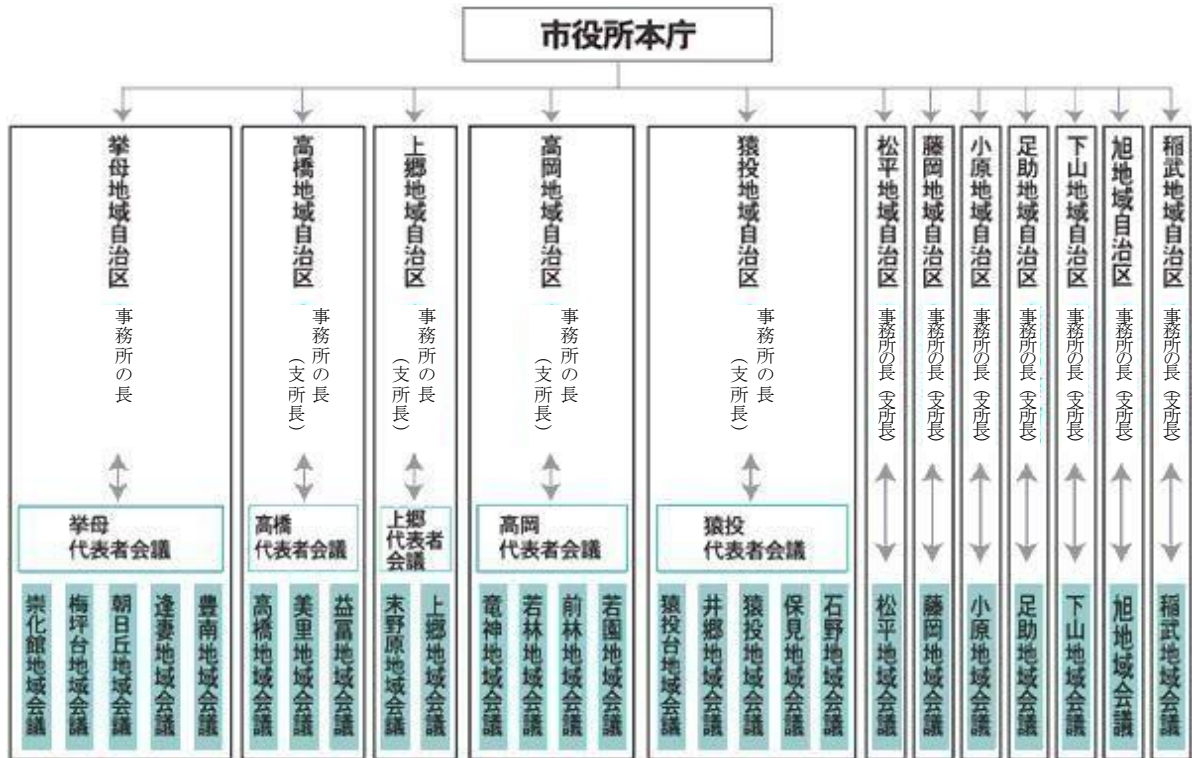 市役所本庁
挙母地域自治区
高橋地域自治区
上郷地域自治区
高岡地域自治区
猿投地域自治区
松平地域自治区
藤岡地域自治区
小原地域自治区
足助地域自治区
下山地域自治区
旭地域自治区
稲武地域自治区
事務所の長
事務所の長
(支所長)
事務所の長
(支所長)
事務所の長
(支所長)
事務所の長
(支所長)
事務所の長(支所長)
事務所の長(支所長)
事務所の長(支所長)
事務所の長(支所長)
事務所の長(支所長)
事務所の長(支所長)
事務所の長(支所長)
挙母
代表者会議
高橋
代表者会議
上郷
代表者
会議
高岡
代表者会議
猿投
代表者会議
崇化館地域会議
梅坪台地域会議
朝日丘地域会議
逢妻地域会議
豊南地域会議
高橋地域会議
美里地域会議
益富地域会議
末野原地域会議
上郷地域会議
竜神地域会議
若林地域会議
前林地域会議
若園地域会議
猿投台地域会議
井郷地域会議
猿投地域会議
保見地域会議
石野地域会議
松平地域会議
藤岡地域会議
小原地域会議
足助地域会議
下山地域会議
旭地域会議
稲武地域会議